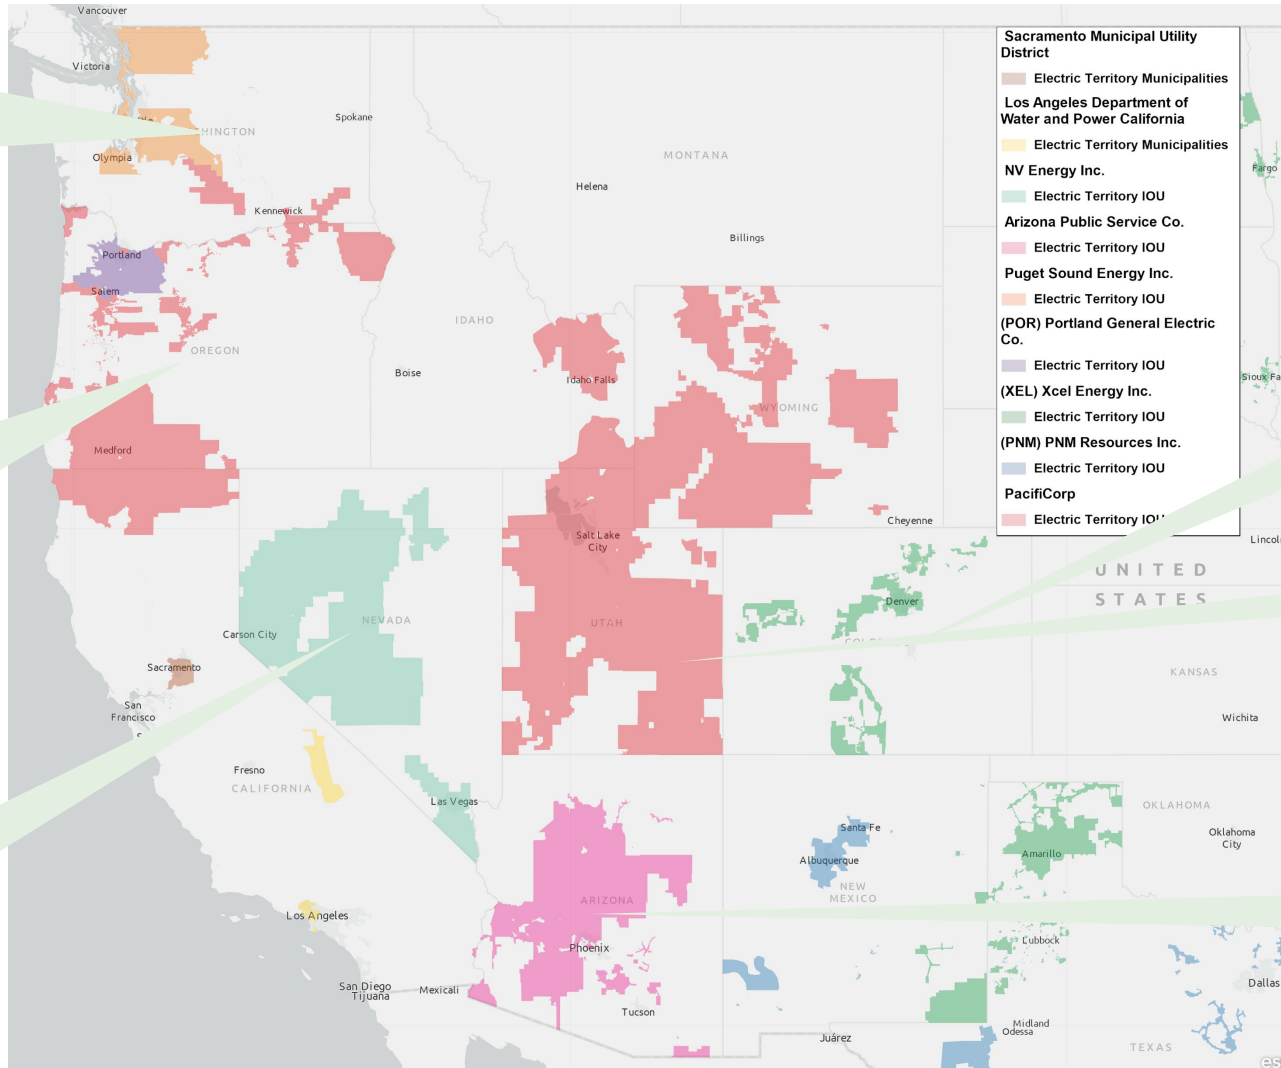 Vancouver
Victoria
MINGTON
Spokane
Olympia
Kennewick
MONTANA
Helena
Billings
Fargo
Portland
Salem
OREGON
IDAHO
Boise
Idaho Falls
WYOMING
Sioux Fa
Medford
Cheyenne
Lincoln
Salt Lake
City
UNITED
STATES
Denver
Carson City
NEVADA
UTAH
Sacramento
San
Francisco
KANSAS
Wichita
Fresno
CALIFORNIA
Las Vegas
OKLAHOMA
Oklahoma
City
Santa Fe
Albuquerque
Amarillo
NEW
MEXICO
Los Angeles
ARIZONA
Phoenix
Lubbock
San Diego
Tijuana
Mexicali
Tucson
Dallas
Midland
Odessa
Juárez
TEXAS
es
Sacramento Municipal Utility
District
Electric Territory Municipalities
Los Angeles Department of
Water and Power California
Electric Territory Municipalities
NV Energy Inc.
Electric Territory IOU
Arizona Public Service Co.
Electric Territory IOU
Puget Sound Energy Inc.
Electric Territory IOU
(POR) Portland General Electric
Co.
Electric Territory IOU
(XEL) Xcel Energy Inc.
Electric Territory IOU
(PNM) PNM Resources Inc.
Electric Territory IOU
PacifiCorp
Electric Territory IOU